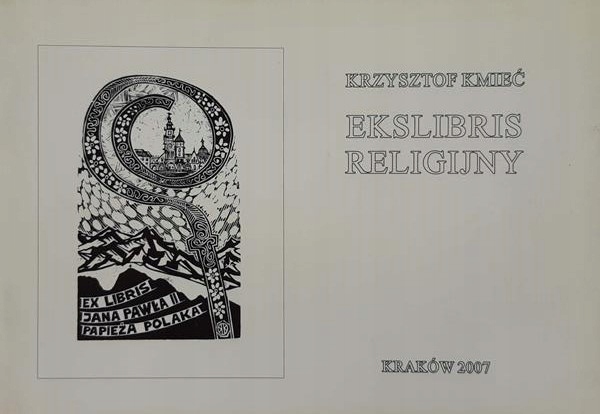 EX LIBRIS
JANA PAWŁA II
PAPIEŻA POLAKA
KRZYSZTOF KMIEĆ
EKSLIBRIS
RELIGIJNY
KRAKÓW 2007